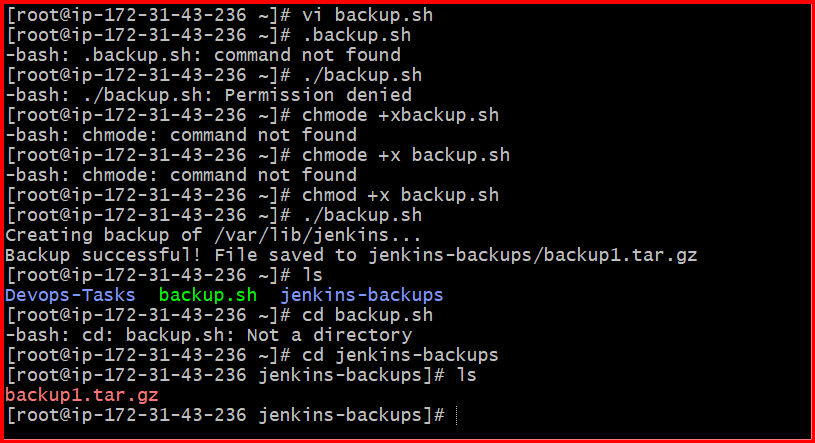 [root@ip-172-31-43-236 ~]# vi backup.sh
[root@ip-172-31-43-236 ~]# .backup.sh
-bash: .backup.sh: command not found
[root@ip-172-31-43-236 ~]# ./backup.sh
-bash: ./backup.sh: Permission denied
[root@ip-172-31-43-236 ~]# chmode +xbackup.sh
-bash: chmode: command not found
[root@ip-172-31-43-236 ~]# chmode +x backup.sh
-bash: chmode: command not found
[root@ip-172-31-43-236 ~]# chmod +x backup.sh
[root@ip-172-31-43-236 ~]# ./backup.sh
Creating backup of /var/lib/jenkins...
Backup successful! File saved to jenkins-backups/backup1.tar.gz
[root@ip-172-31-43-236 ~]# ls
Devops-Tasks  backup.sh  jenkins-backups
[root@ip-172-31-43-236 ~]# cd backup.sh
-bash: cd: backup.sh: Not a directory
[root@ip-172-31-43-236 ~]# cd jenkins-backups
[root@ip-172-31-43-236 jenkins-backups]# ls
backup1.tar.gz
[root@ip-172-31-43-236 jenkins-backups]#